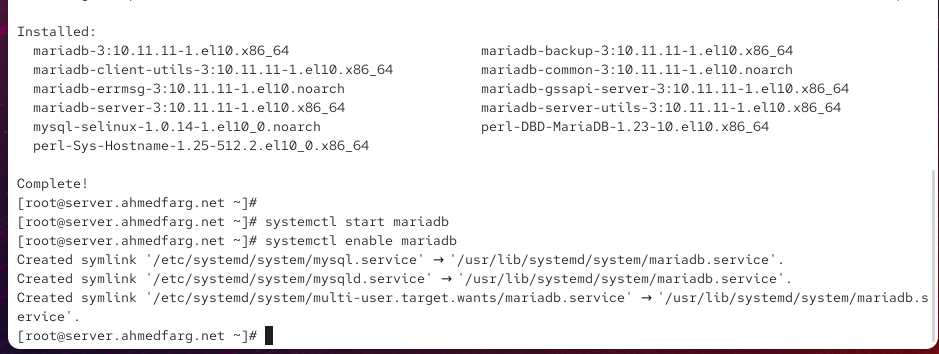 Installed:
mariadb-3:10.11.11-1.el10.x86_64 mariadb-backup-3:10.11.11-1.el10.x86_64
mariadb-client-utils-3:10.11.11-1.el10.x86_64 mariadb-common-3:10.11.11-1.el10.noarch
mariadb-errmsg-3:10.11.11-1.el10.noarch mariadb-gssapi-server-3:10.11.11-1.el10.x86_64
mariadb-server-3:10.11.11-1.el10.x86_64 mariadb-server-utils-3:10.11.11-1.el10.x86_64
mysql-selinux-1.0.14-1.el10_0.noarch perl-DBD-MariaDB-1.23-10.el10.x86_64
perl-Sys-Hostname-1.25-512.2.el10_0.x86_64
Complete!
[root@server.ahmedfarg.net ~]#
[root@server.ahmedfarg.net ~]# systemctl start mariadb
[root@server.ahmedfarg.net ~]# systemctl enable mariadb
Created symlink '/etc/systemd/system/mysql.service' → '/usr/lib/systemd/system/mariadb.service'.
Created symlink '/etc/systemd/system/mysqld.service' → '/usr/lib/systemd/system/mariadb.service'.
Created symlink '/etc/systemd/system/multi-user.target.wants/mariadb.service' → '/usr/lib/systemd/system/mariadb.s
ervice'.
[root@server.ahmedfarg.net ~]#